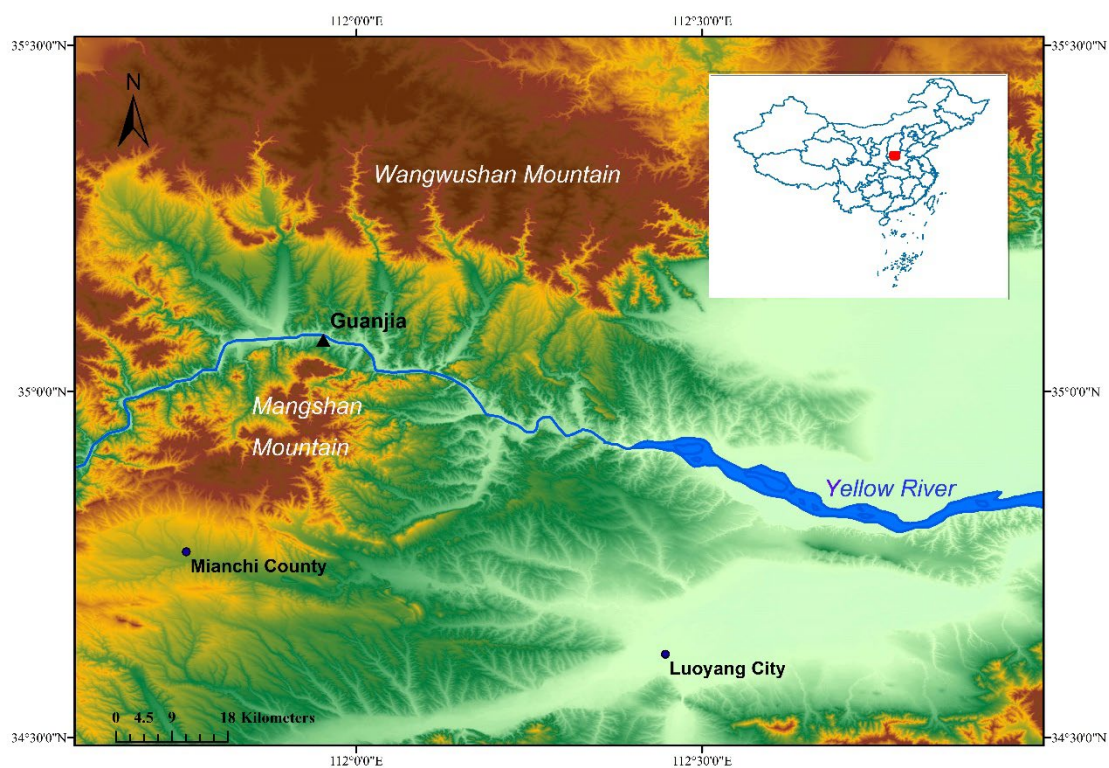 112°0'0"E
112°30'0"E
35°30'0"N
35°30'0"N
N
Wangwushan Mountain
Guanjia
35°0'0"N
35°0'0"N
Mangshan
Mountain
Yellow River
Mianchi County
Luoyang City
0 4.5 9 18 Kilometers
34°30'0"N
34°30'0"N
112°0'0"E
112°30'0"E